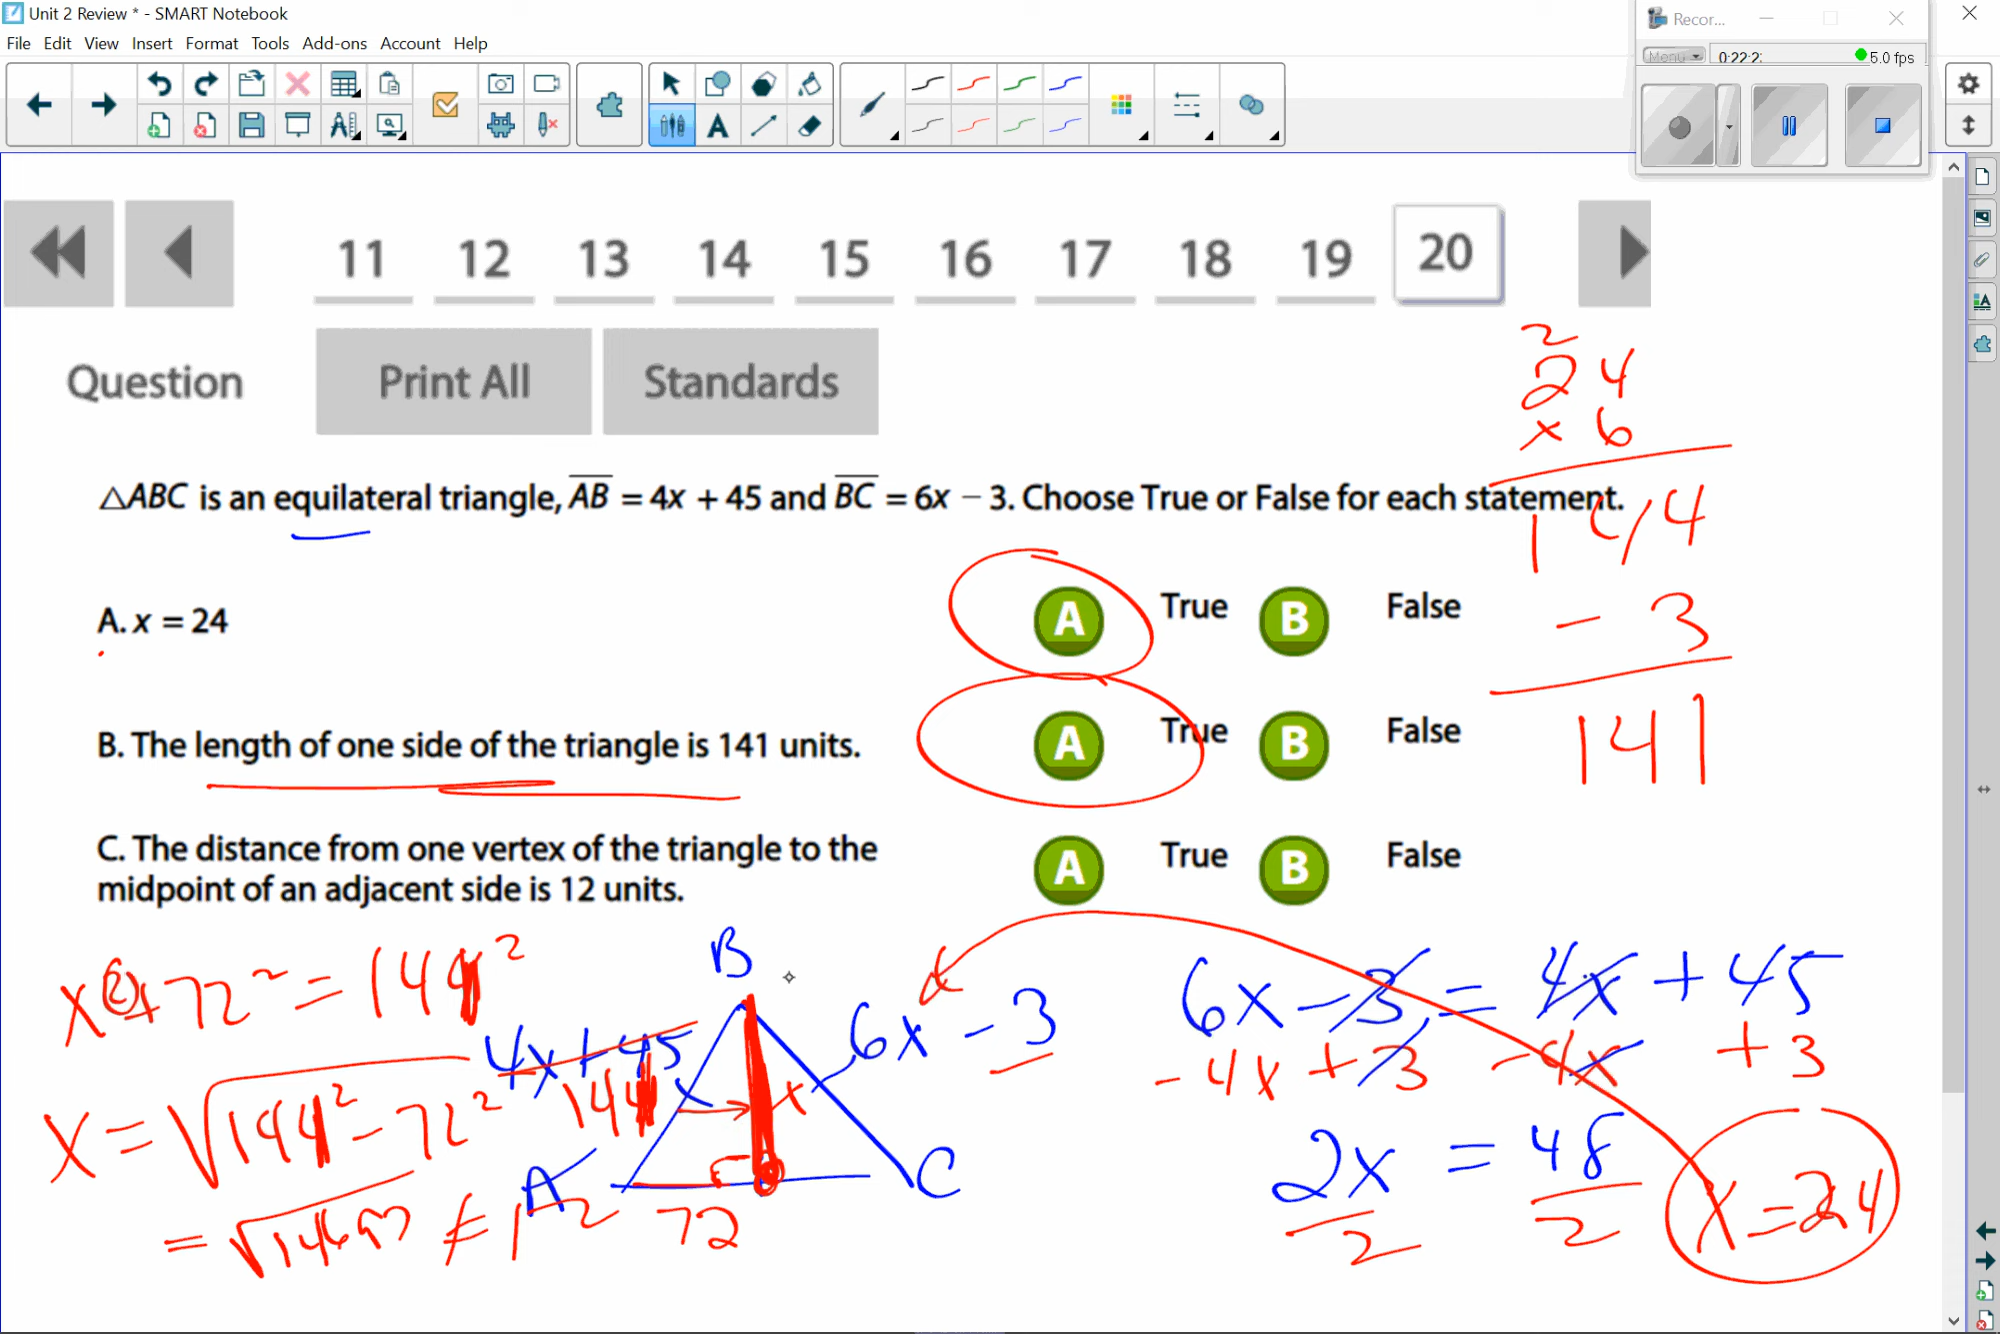 Unit 2 Review * - SMART Notebook
Recor...
File Edit View Insert Format Tools Add-ons Account Help
Menu
0:22:2
5.0 fps
11 12 13 14 15 16 17 18 19 20
Question Print All Standards
2
24
x 6
△ABC is an equilateral triangle, AB = 4x + 45 and BC = 6x − 3. Choose True or False for each statement.
144
- 3
141
A. x = 24
A True B False
B. The length of one side of the triangle is 141 units.
A True B False
C. The distance from one vertex of the triangle to the
midpoint of an adjacent side is 12 units.
A True B False
B
6x - 3
4x + 45
x
A
C
72
6x - 3 = 4x + 45
- 4x + 3 - 4x + 3
2x = 48
2 2
x = 24